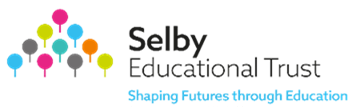 Selby
Educational Trust
Shaping Futures through Education